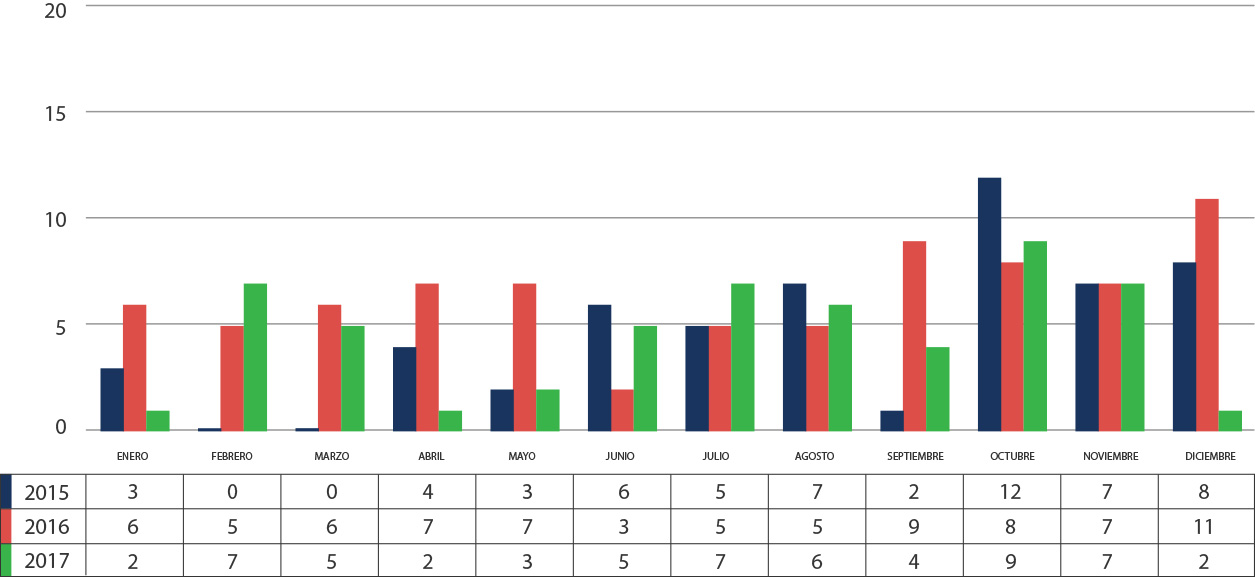 20
15
10
5
0
ENERO FEBRERO MARZO ABRIL MAYO JUNIO JULIO AGOSTO SEPTIEMBRE OCTUBRE NOVIEMBRE DICIEMBRE
2015 3 0 0 4 3 6 5 7 2 12 7 8
2016 6 5 6 7 7 3 5 5 9 8 7 11
2017 2 7 5 2 3 5 7 6 4 9 7 2